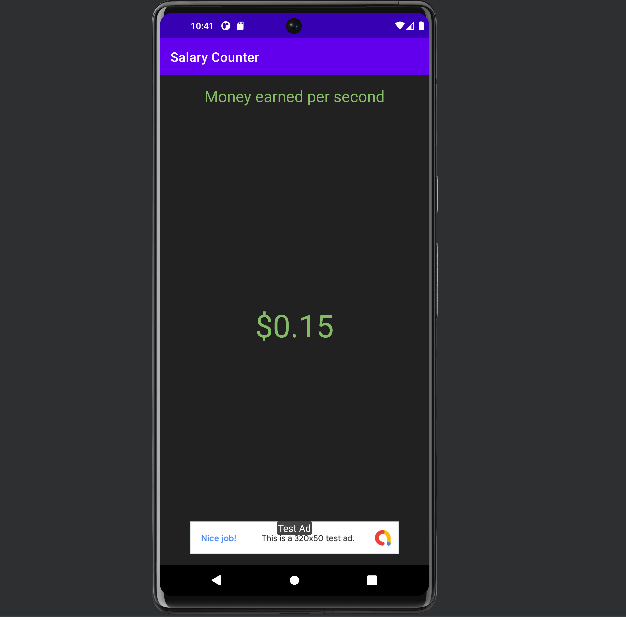 10:41
Salary Counter
Money earned per second
$0.15
Test Ad
Nice job!
This is a 320x50 test ad.